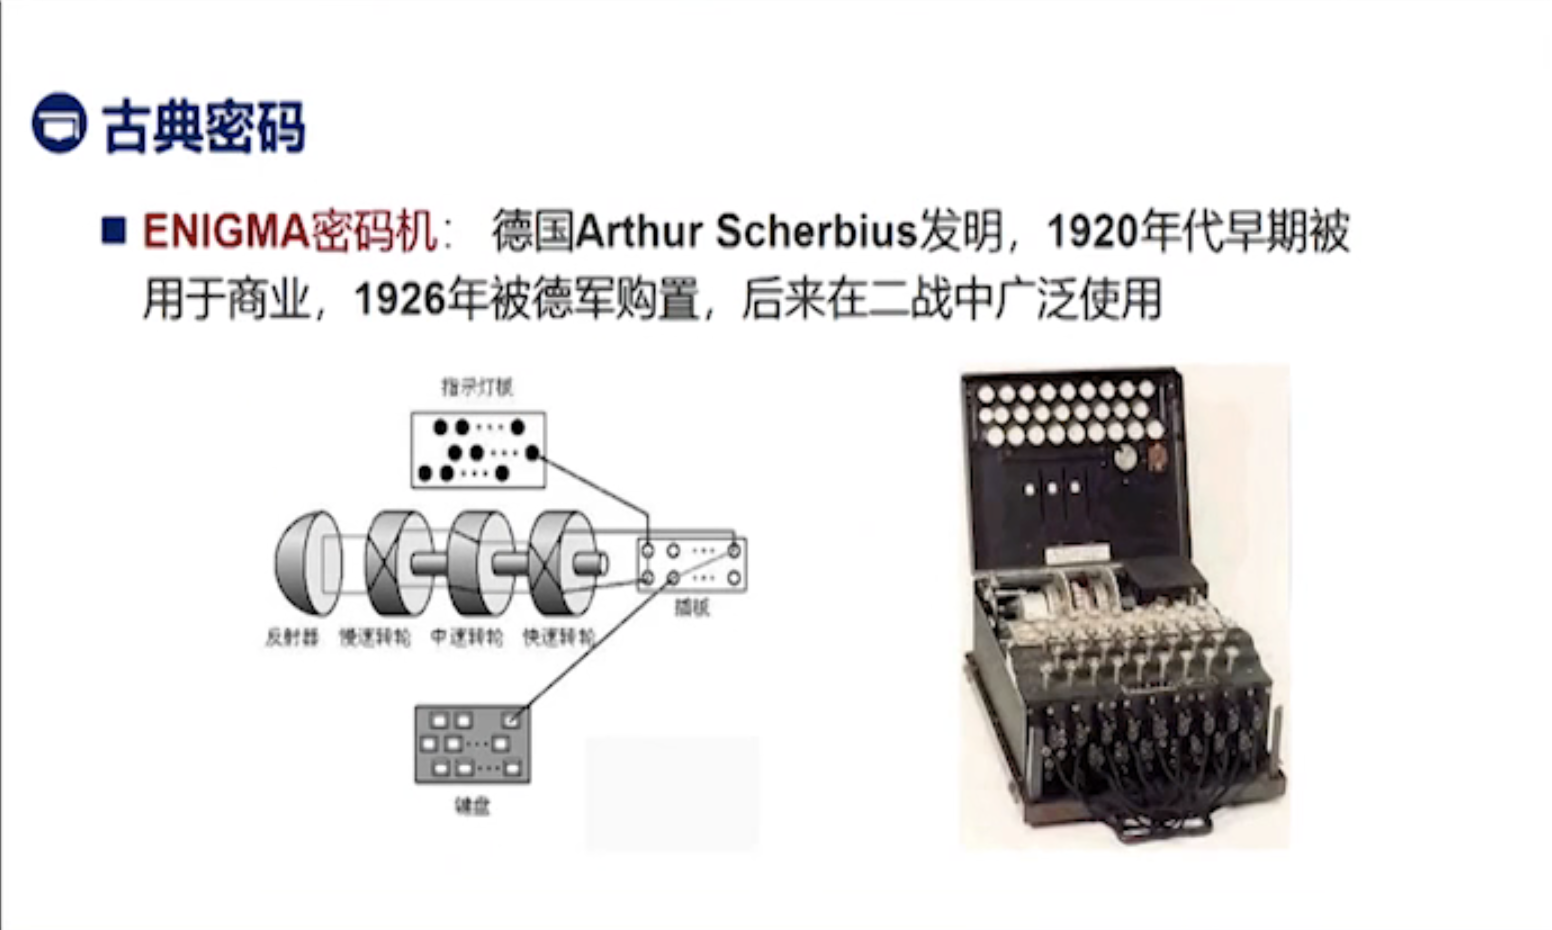 古典密码
ENIGMA密码机： 德国Arthur Scherbius发明，1920年代早期被
用于商业，1926年被德军购置，后来在二战中广泛使用
指示灯板
反射器 慢速转轮 中速转轮 快速转轮
插板
键盘